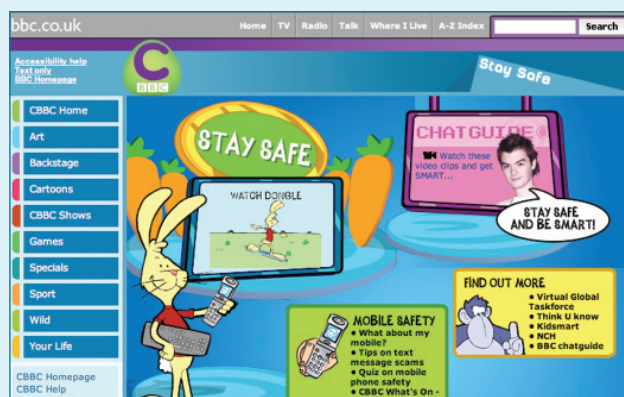 bbc.co.uk
Home TV Radio Talk Where I Live A-Z Index Search
Accessibility help
Text only
BBC Homepage
C
BBC
Stay Safe
CBBC Home
Art
Backstage
Cartoons
CBBC Shows
Games
Specials
Sport
Wild
Your Life
CBBC Homepage
CBBC Help
STAY SAFE
WATCH DONGLE
CHATGUIDE
Watch these
video clips and get
SMART....
STAY SAFE
AND BE SMART!
MOBILE SAFETY
• What about my
mobile?
• Tips on text
message scams
• Quiz on mobile
phone safety
• CBBC What's On -
FIND OUT MORE
• Virtual Global
Taskforce
• Think U know
• Kidsmart
• NCH
• BBC chatguide